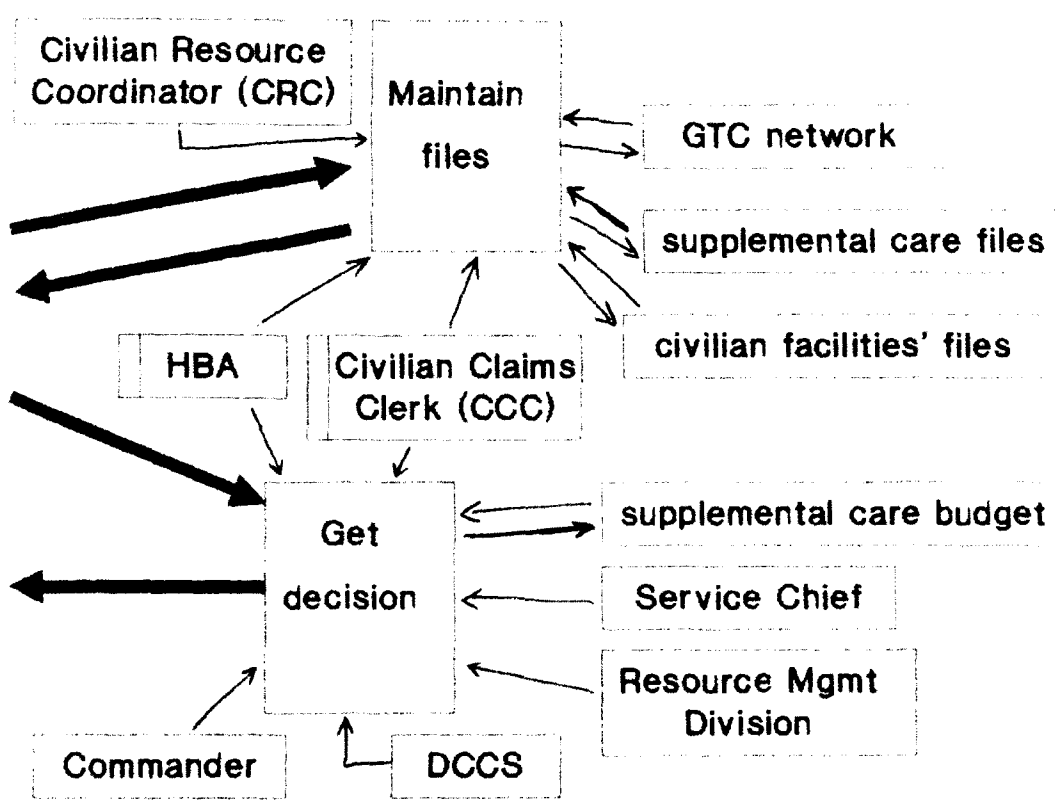 Civilian Resource
Coordinator (CRC)
Maintain
files
GTC network
supplemental care files
civilian facilities' files
HBA
Civilian Claims
Clerk (CCC)
Get
decision
supplemental care budget
Service Chief
Resource Mgmt
Division
Commander
DCCS